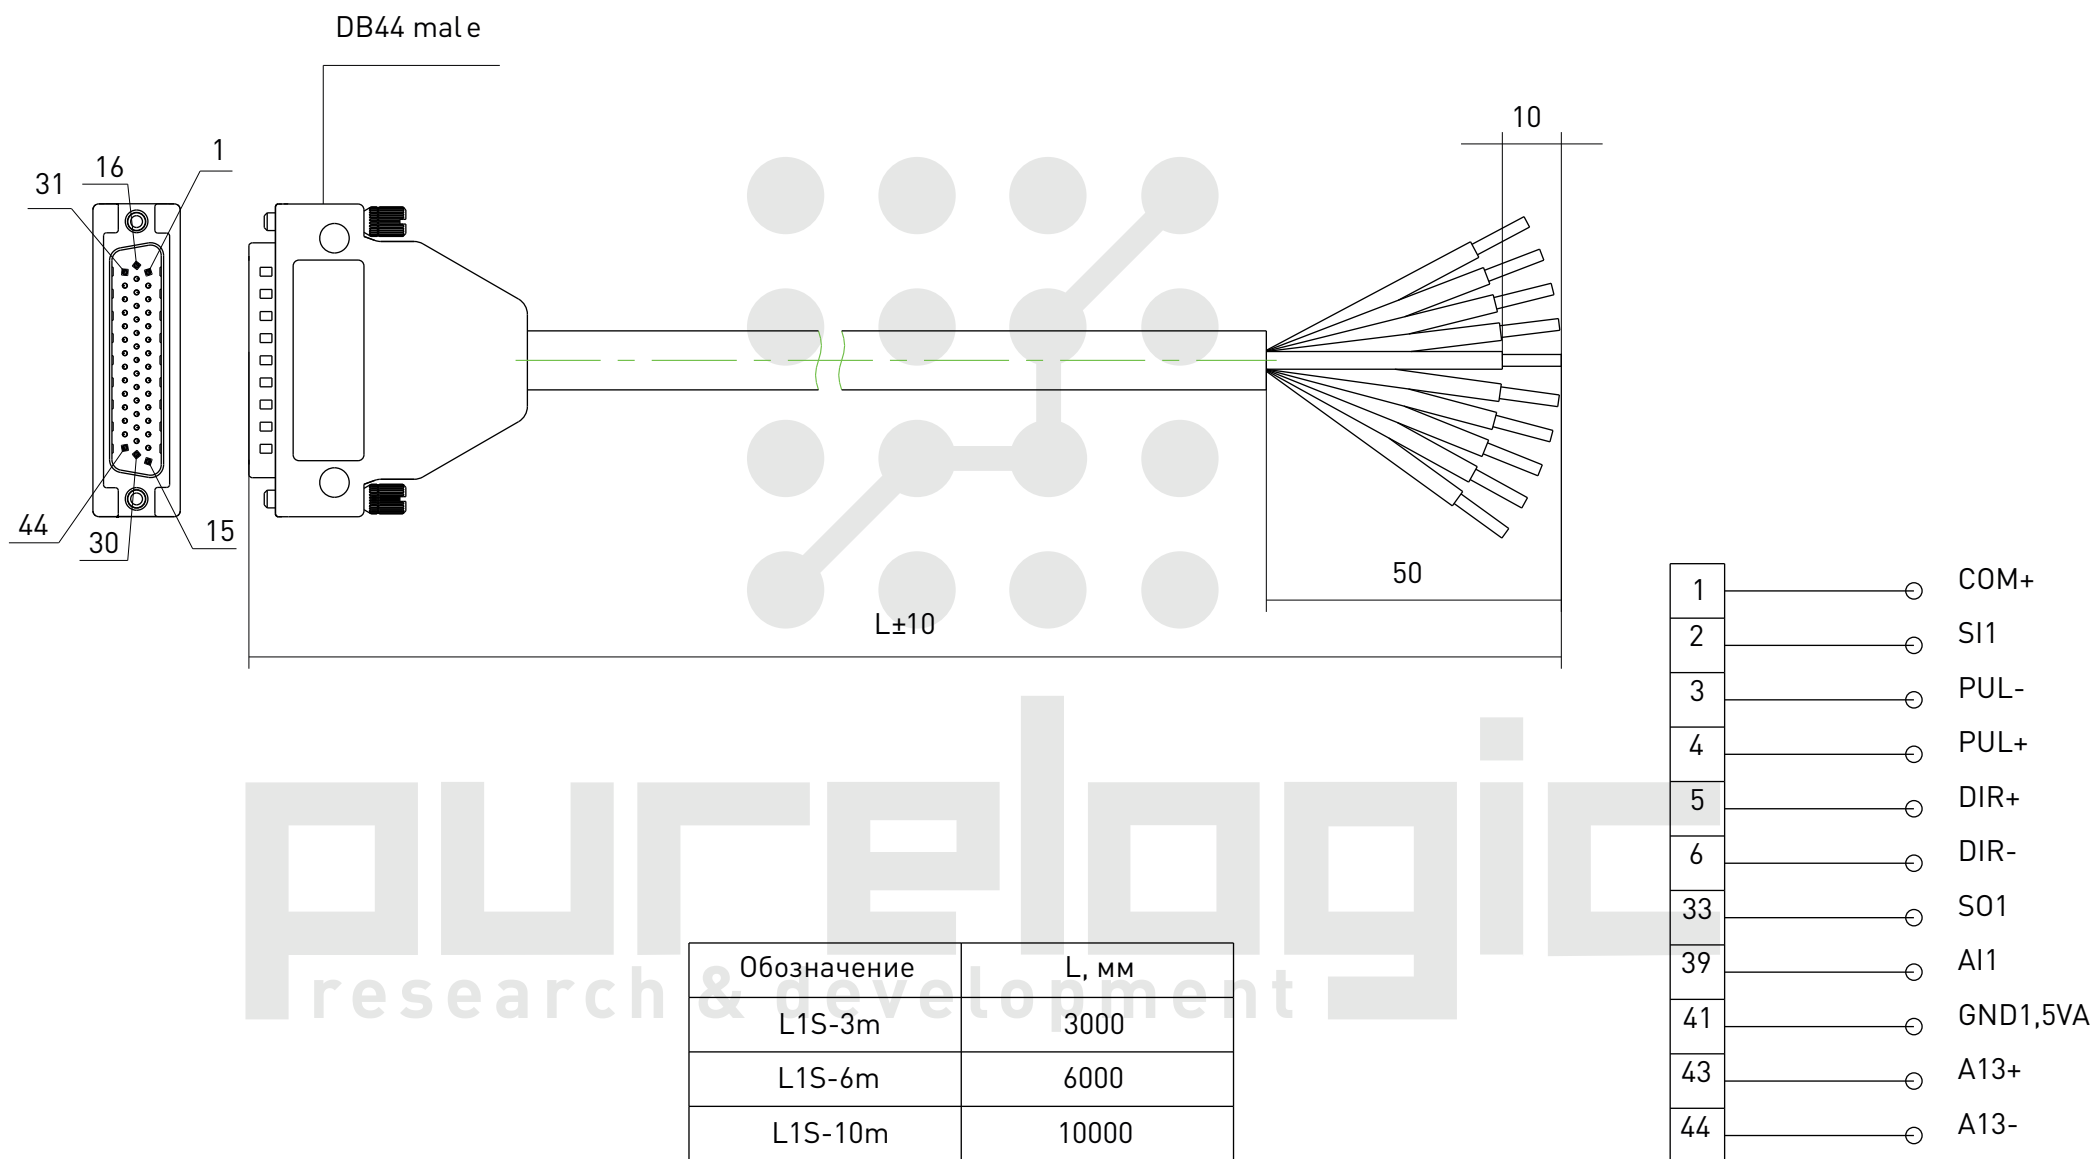 DB44 male
10
1
16
31
44
30
15
50
L±10
purelogic
research & development
Обозначение L, мм
L1S-3m 3000
L1S-6m 6000
L1S-10m 10000
1 COM+
2 SI1
3 PUL-
4 PUL+
5 DIR+
6 DIR-
33 SO1
39 AI1
41 GND1,5VA
43 A13+
44 A13-